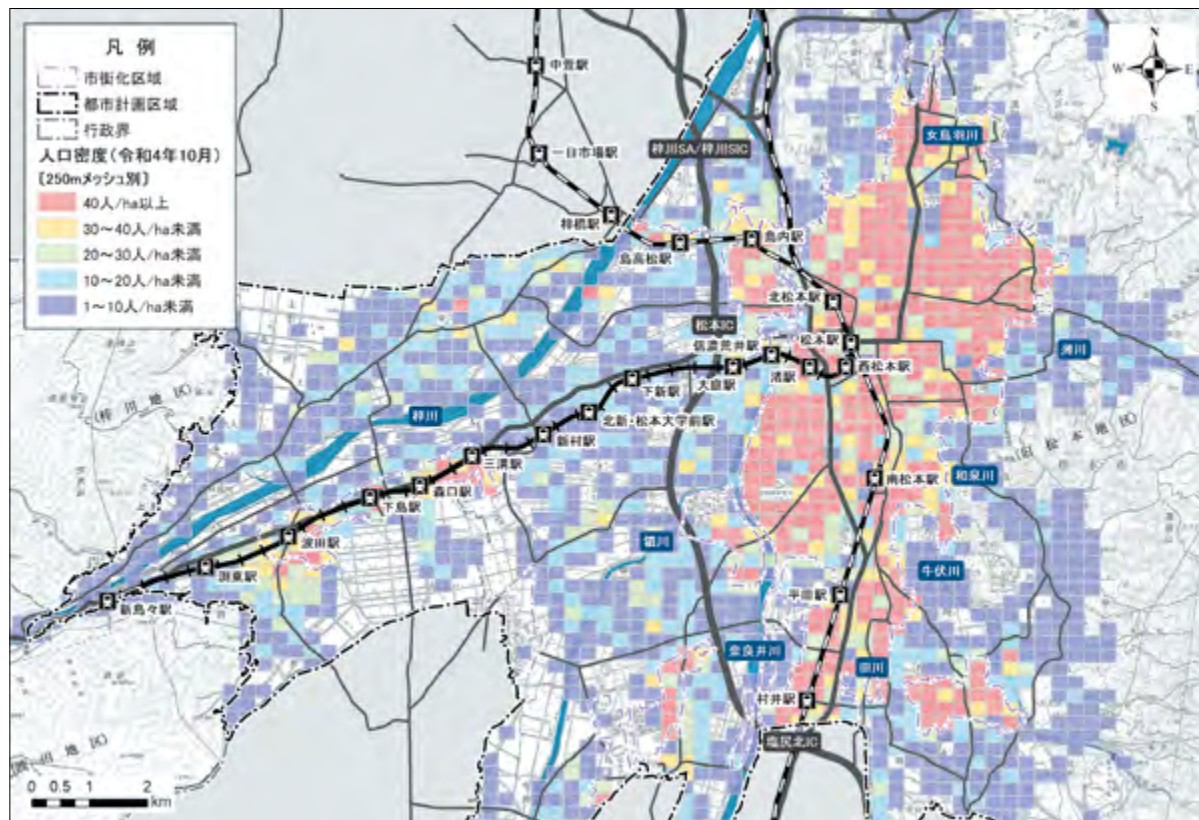 凡 例
市街化区域
都市計画区域
行政界
人口密度(令和4年10月)
〔250mメッシュ別〕
40人/ha以上
30～40人/ha未満
20～30人/ha未満
10～20人/ha未満
1～10人/ha未満
N
W
E
S
中萱駅
一日市場駅
梓橋駅
島高松駅
島内駅
梓川SA/梓川SIC
女鳥羽川
北松本駅
松本駅
西松本駅
松本IC
信濃荒井駅
渚駅
大庭駅
下新駅
北新・松本大学前駅
新村駅
三溝駅
森口駅
下島駅
波田駅
渕東駅
新島々駅
梓川
(梓川地区)
薄川
和泉川
南松本駅
鎖川
牛伏川
平田駅
奈良井川
田川
村井駅
塩尻北IC
0 0.5 1 2
km